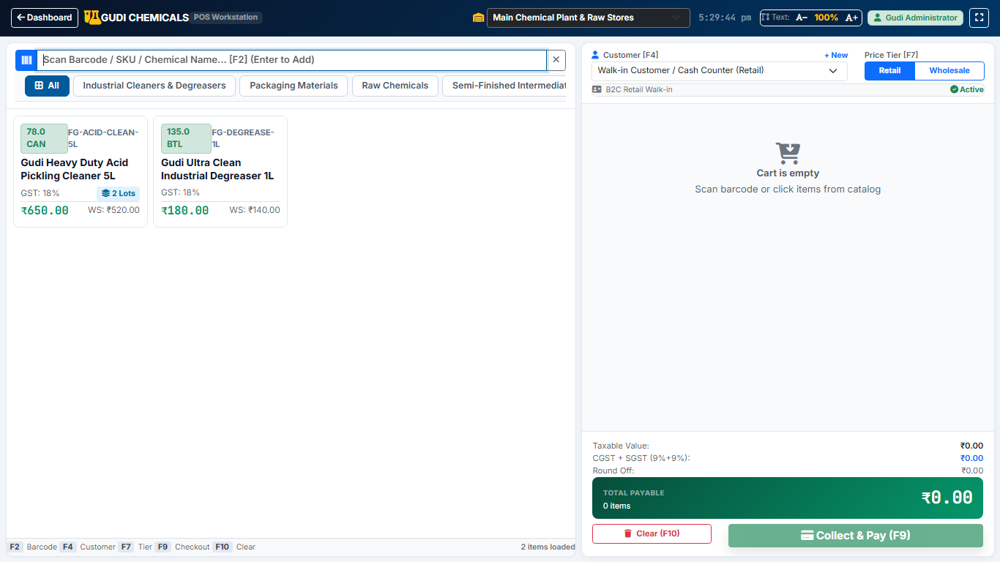 Dashboard
GUDI CHEMICALS POS Workstation
Main Chemical Plant & Raw Stores
5:29:44 pm
Text: A− 100% A+
Gudi Administrator
Scan Barcode / SKU / Chemical Name... [F2] (Enter to Add)
All
Industrial Cleaners & Degreasers
Packaging Materials
Raw Chemicals
Semi-Finished Intermediat
78.0 CAN
FG-ACID-CLEAN-5L
Gudi Heavy Duty Acid
Pickling Cleaner 5L
GST: 18%
2 Lots
₹650.00
WS: ₹520.00
135.0 BTL
FG-DEGREASE-1L
Gudi Ultra Clean
Industrial Degreaser 1L
GST: 18%
₹180.00
WS: ₹140.00
F2 Barcode F4 Customer F7 Tier F9 Checkout F10 Clear
2 items loaded
Customer [F4]
+ New
Walk-in Customer / Cash Counter (Retail)
Price Tier [F7]
Retail
Wholesale
B2C Retail Walk-in
Active
Cart is empty
Scan barcode or click items from catalog
Taxable Value: ₹0.00
CGST + SGST (9%+9%): ₹0.00
Round Off: ₹0.00
TOTAL PAYABLE
0 items
₹0.00
Clear (F10)
Collect & Pay (F9)